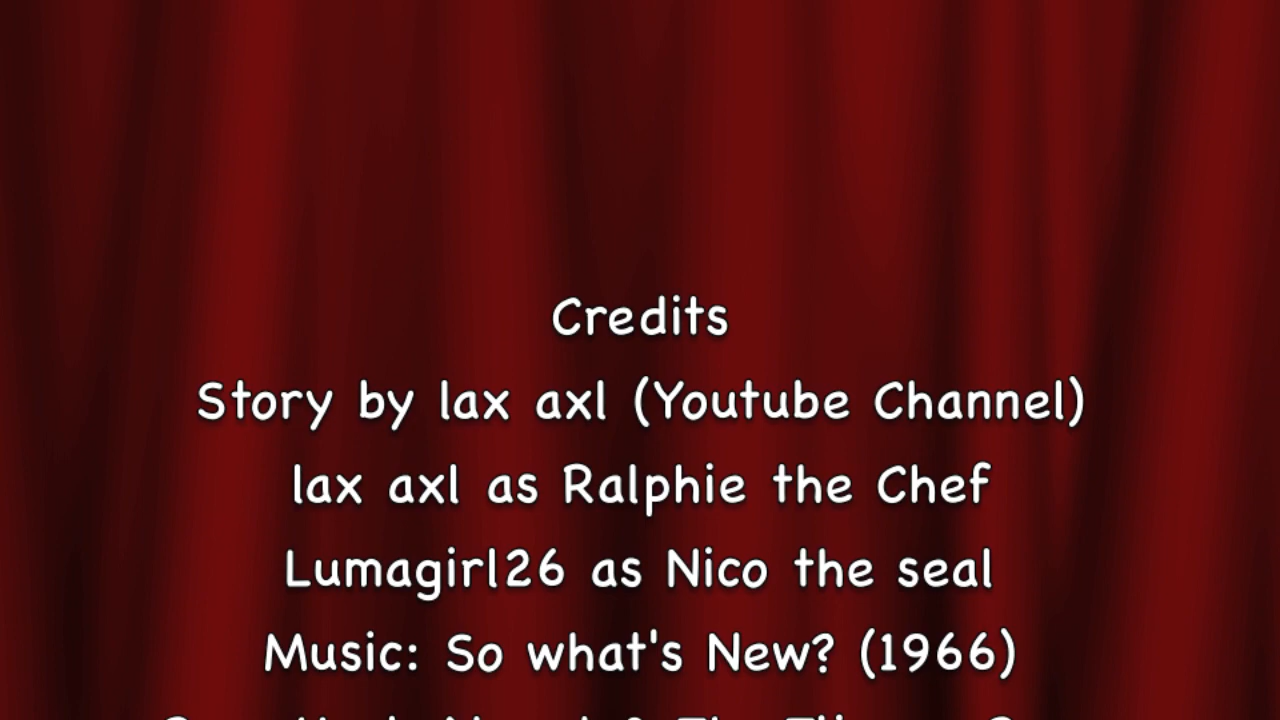 Credits
Story by lax axl (Youtube Channel)
lax axl as Ralphie the Chef
Lumagirl26 as Nico the seal
Music: So what's New? (1966)